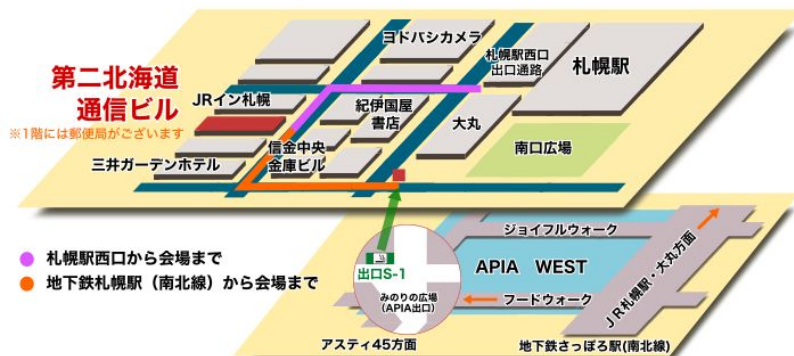 ヨドバシカメラ
札幌駅西口
出口通路
札幌駅
第二北海道
通信ビル
※1階には郵便局がございます
JRイン札幌
紀伊国屋
書店
大丸
信金中央
金庫ビル
南口広場
三井ガーデンホテル
札幌駅西口から会場まで
地下鉄札幌駅（南北線）から会場まで
出口S-1
みのりの広場
(APIA出口)
ジョイフルウォーク
APIA WEST
フードウォーク
JR札幌駅・大丸方面
アスティ45方面
地下鉄さっぽろ駅(南北線)